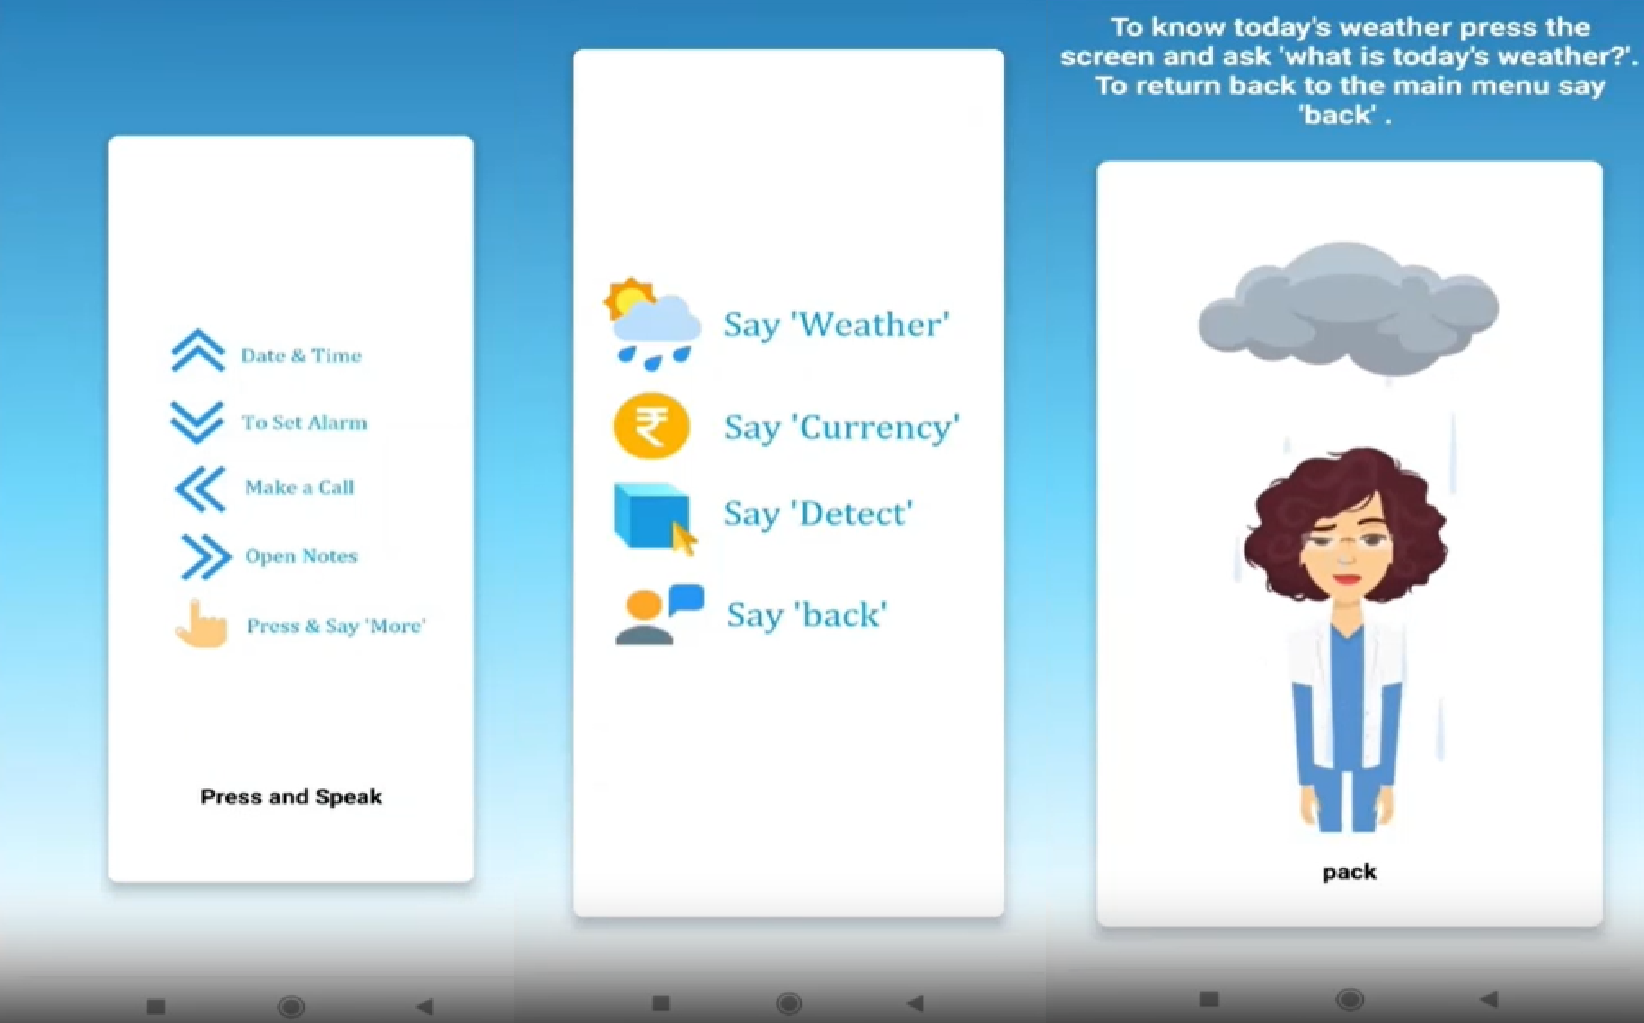 Date & Time
To Set Alarm
Make a Call
Open Notes
Press & Say 'More'
Press and Speak
Say 'Weather'
₹
Say 'Currency'
Say 'Detect'
Say 'back'
To know today's weather press the
screen and ask 'what is today's weather?'.
To return back to the main menu say
'back' .
pack